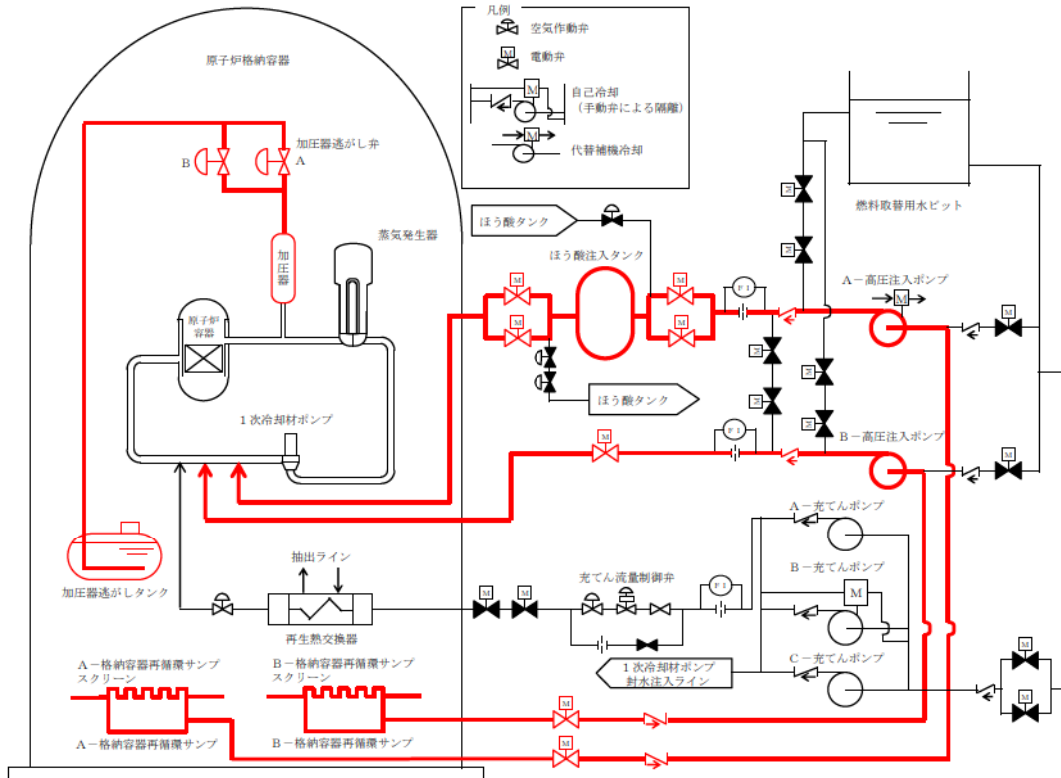 凡例
空気作動弁
M
電動弁
M
自己冷却
(手動弁による隔離)
M
代替補機冷却
原子炉格納容器
加圧器逃がし弁
B
A
加圧器
蒸気発生器
原子炉
容器
1次冷却材ポンプ
ほう酸タンク
ほう酸注入タンク
M
M
M
M
ほう酸タンク
FI
M
M
M
M
M
M
燃料取替用水ピット
A-高圧注入ポンプ
M
M
M
FI
B-高圧注入ポンプ
M
加圧器逃がしタンク
抽出ライン
再生熱交換器
M
M
充てん流量制御弁
FI
A-充てんポンプ
B-充てんポンプ
M
C-充てんポンプ
1次冷却材ポンプ
封水注入ライン
M
M
A-格納容器再循環サンプ
スクリーン
B-格納容器再循環サンプ
スクリーン
A-格納容器再循環サンプ
B-格納容器再循環サンプ
M
M